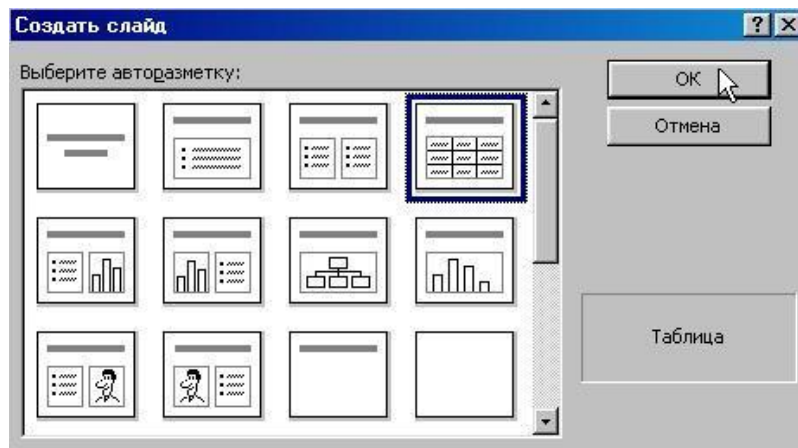 Создать слайд
Выберите авторазметку:
ОК
Отмена
Таблица